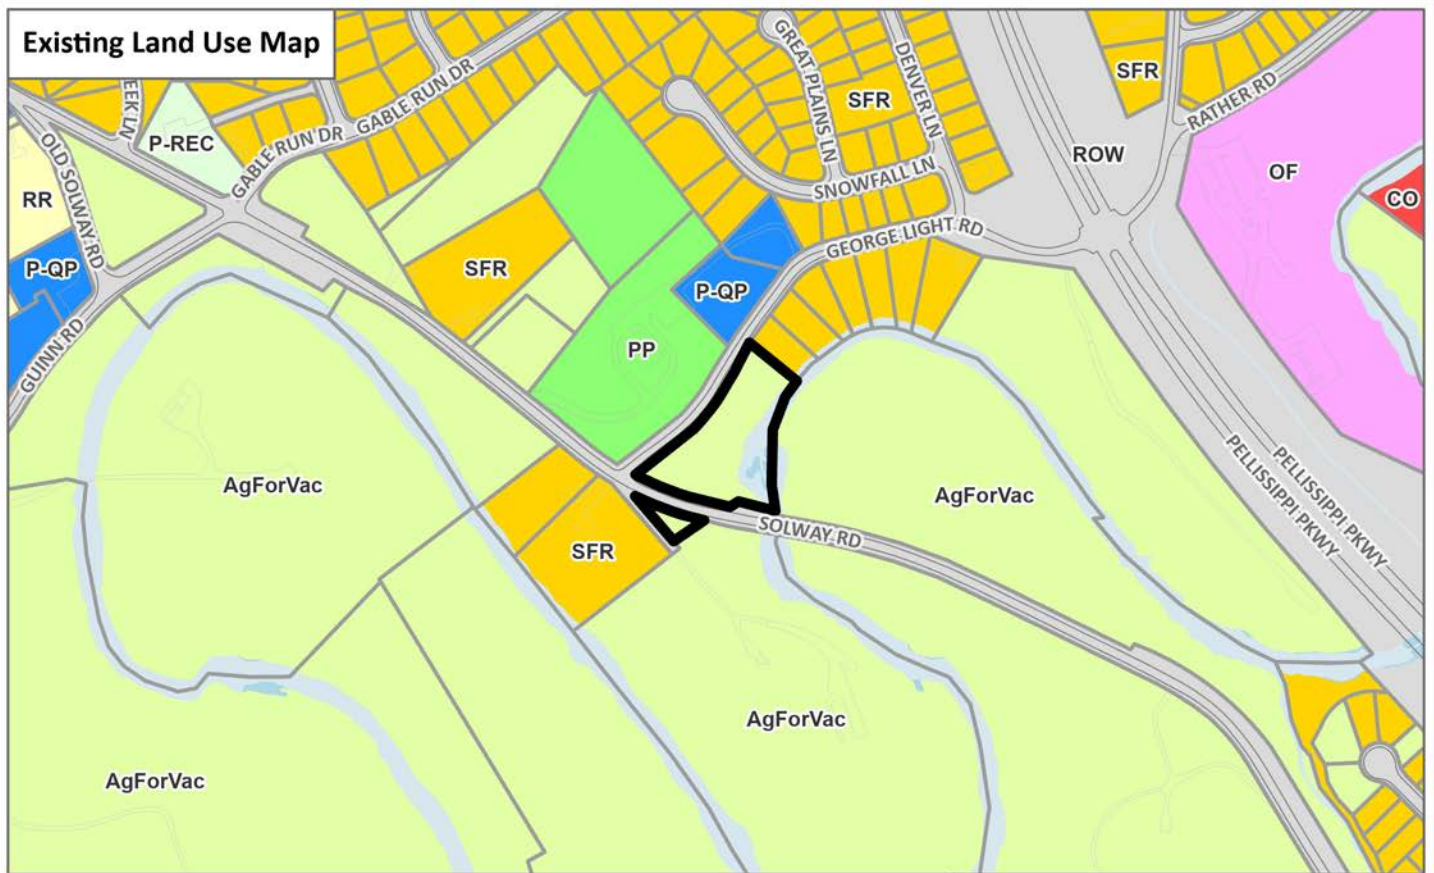 Existing Land Use Map
GREAT PLAINS LN
DENVER LN
SFR
RATHER RD
GABLE RUN DR
EEK LN
SFR
P-REC
GABLE RUN DR
OLD SOLWAY RD
ROW
SNOWFALL LN
OF
CO
RR
GEORGE LIGHT RD
P-QP
SFR
P-QP
GUINN RD
PP
AgForVac
AgForVac
PELLISSIPPI PKWY
PELLISSIPPI PKWY
SOLWAY RD
SFR
AgForVac
AgForVac